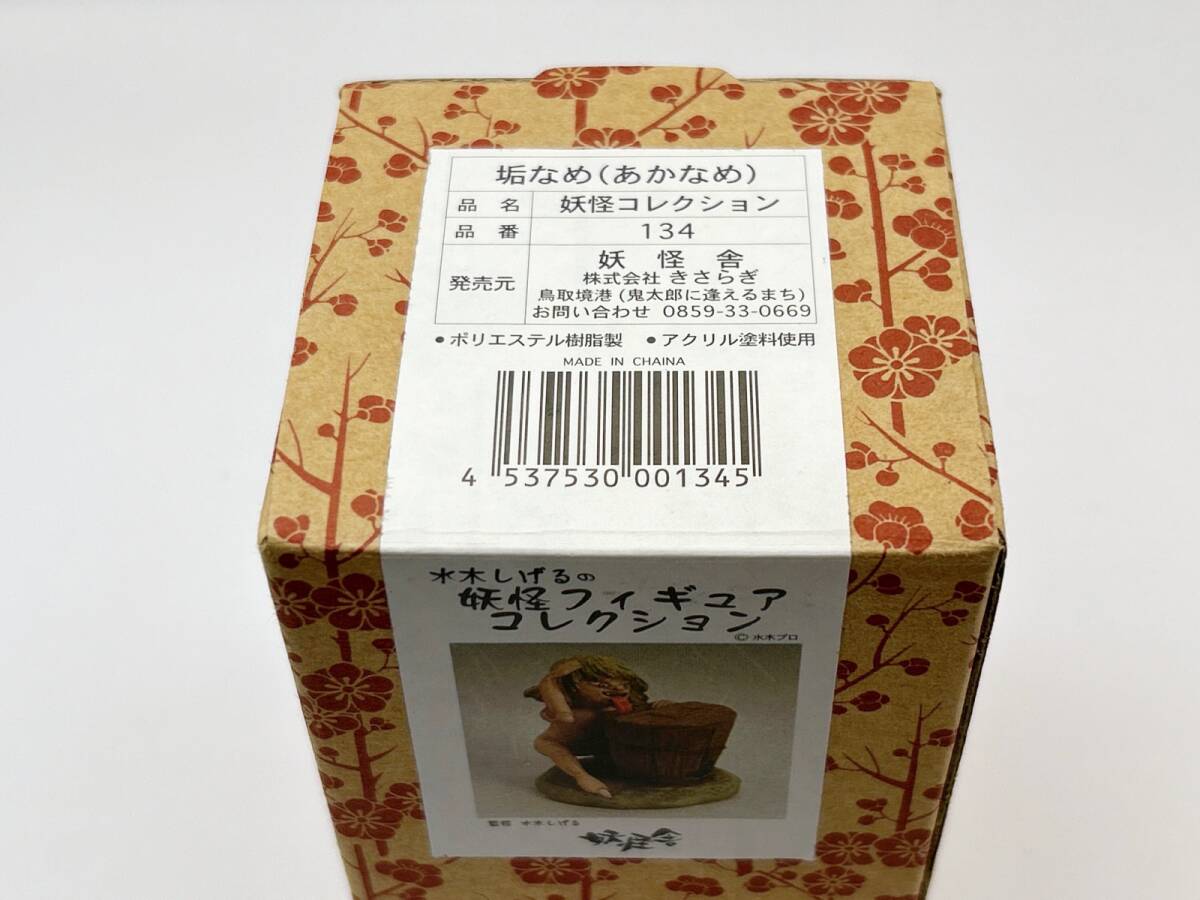 垢なめ(あかなめ)
品名 妖怪コレクション
品番 134
発売元 妖怪舎
株式会社 きさらぎ
鳥取境港 (鬼太郎に逢えるまち)
お問い合わせ 0859-33-0669
● ポリエステル樹脂製 ● アクリル塗料使用
MADE IN CHAINA
4 537530 001345
水木しげるの
妖怪フィギュア
コレクション
©水木プロ
監修 水木しげる
妖怪舎